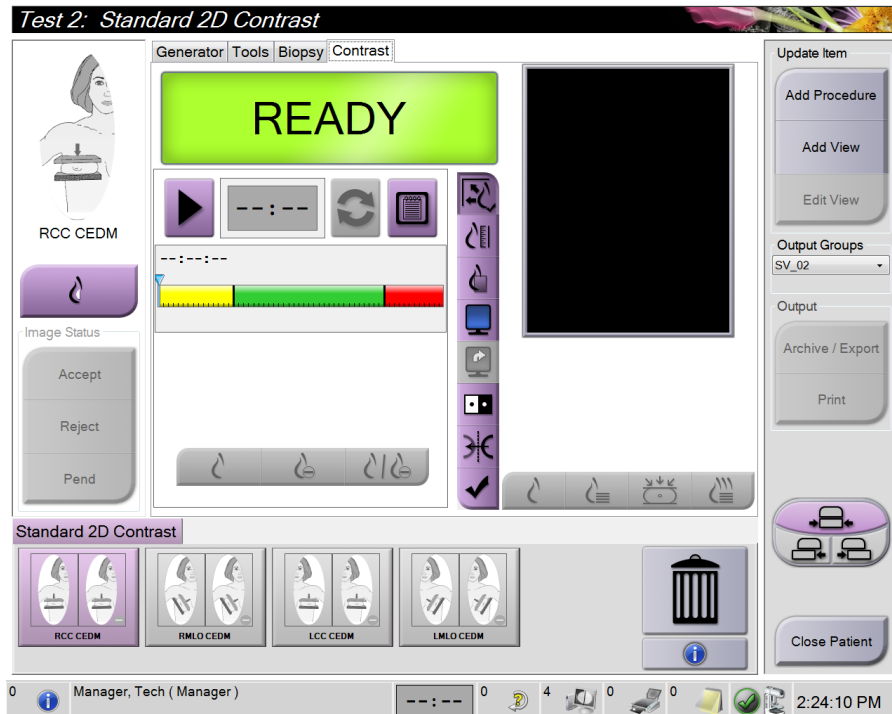 Test 2: Standard 2D Contrast
Generator Tools Biopsy Contrast
READY
--:--
--:--:--
RCC CEDM
Image Status
Accept
Reject
Pend
Update Item
Add Procedure
Add View
Edit View
Output Groups
SV_02
Output
Archive / Export
Print
Standard 2D Contrast
RCC CEDM
RMLO CEDM
LCC CEDM
LMLO CEDM
Close Patient
0
Manager, Tech ( Manager )
--:--
0
4
0
0
2:24:10 PM